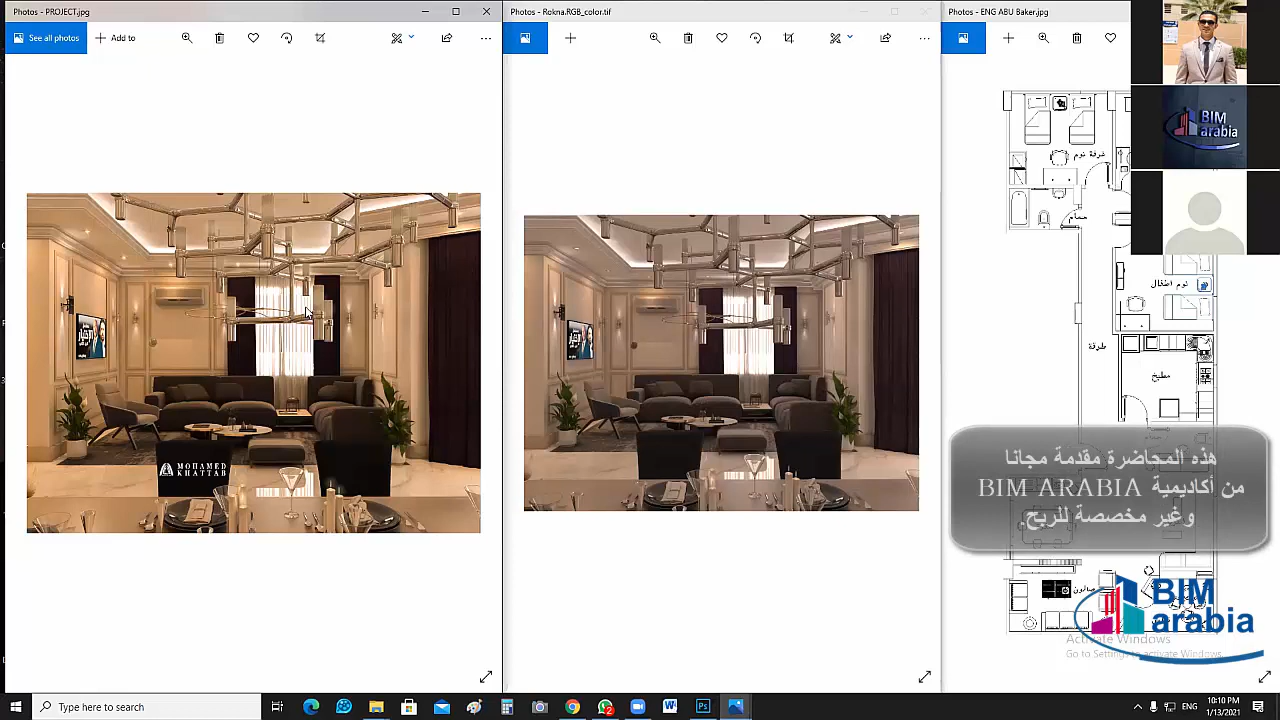 Photos - PROJECT.jpg
Photos - Rokna.RGB_color.tif
Photos - ENG ABU Baker.jpg
See all photos
Add to
BIM
arabia
غرفة نوم
حمام
نوم اطفال
طرقة
مطبخ
MOHAMED
KHATTAB
هذه المحاضرة مقدمة مجانا
من أكاديمية BIM ARABIA
وغير مخصصة للربح
صالون
BIM
arabia
Activate Windows
Go to Settings to activate Windows.
Type here to search
ENG
10:10 PM
1/13/2021